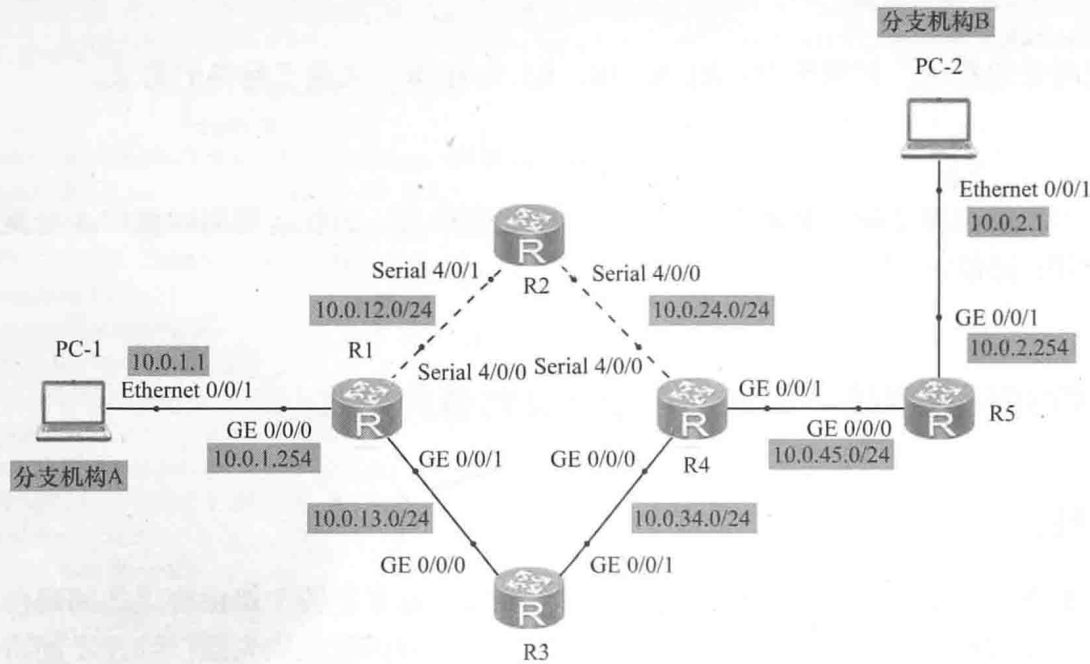 分支机构B
PC-2
Ethernet 0/0/1
10.0.2.1
Serial 4/0/1
Serial 4/0/0
R2
10.0.12.0/24
10.0.24.0/24
GE 0/0/1
10.0.2.254
PC-1
10.0.1.1
R1
Serial 4/0/0
Serial 4/0/0
Ethernet 0/0/1
GE 0/0/1
R5
GE 0/0/0
GE 0/0/0
10.0.1.254
R4
10.0.45.0/24
分支机构A
GE 0/0/1
GE 0/0/0
10.0.13.0/24
10.0.34.0/24
GE 0/0/0
GE 0/0/1
R3
R
R
R
R
R